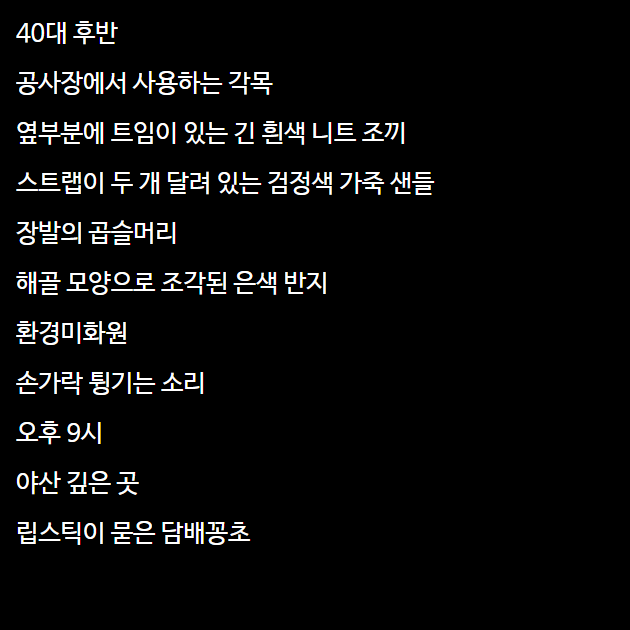 40대 후반
공사장에서 사용하는 각목
옆부분에 트임이 있는 긴 흰색 니트 조끼
스트랩이 두 개 달려 있는 검정색 가죽 샌들
장발의 곱슬머리
해골 모양으로 조각된 은색 반지
환경미화원
손가락 튕기는 소리
오후 9시
야산 깊은 곳
립스틱이 묻은 담배꽁초